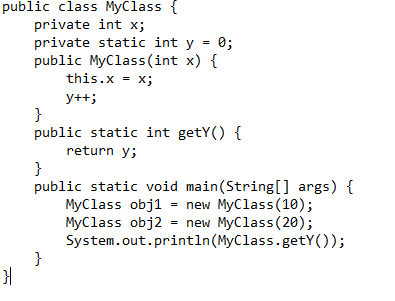 public class MyClass {
    private int x;
    private static int y = 0;
    public MyClass(int x) {
        this.x = x;
        y++;
    }
    public static int getY() {
        return y;
    }
    public static void main(String[] args) {
        MyClass obj1 = new MyClass(10);
        MyClass obj2 = new MyClass(20);
        System.out.println(MyClass.getY());
    }
}